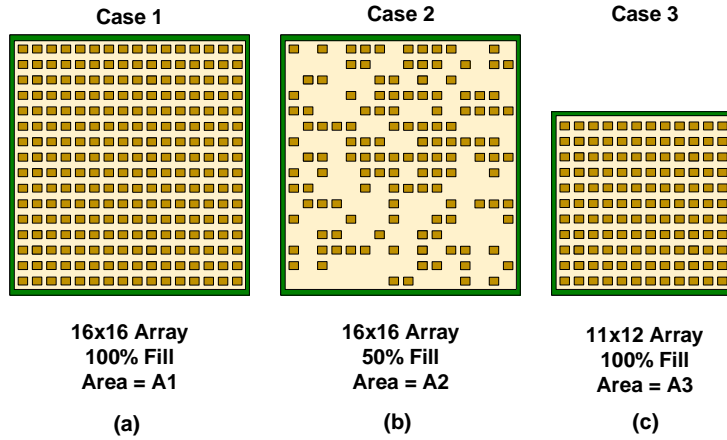 Case 1
Case 2
Case 3
16x16 Array
100% Fill
Area = A1
16x16 Array
50% Fill
Area = A2
11x12 Array
100% Fill
Area = A3
(a)
(b)
(c)